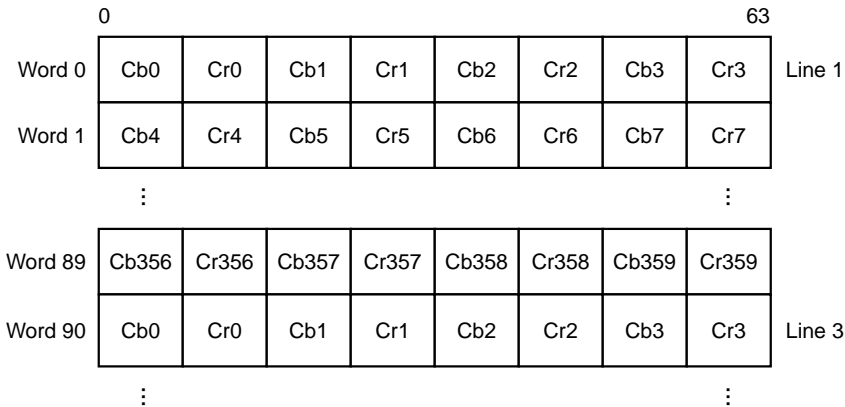 0 63
Word 0 Cb0 Cr0 Cb1 Cr1 Cb2 Cr2 Cb3 Cr3 Line 1
Word 1 Cb4 Cr4 Cb5 Cr5 Cb6 Cr6 Cb7 Cr7
⋮ ⋮
Word 89 Cb356 Cr356 Cb357 Cr357 Cb358 Cr358 Cb359 Cr359
Word 90 Cb0 Cr0 Cb1 Cr1 Cb2 Cr2 Cb3 Cr3 Line 3
⋮ ⋮